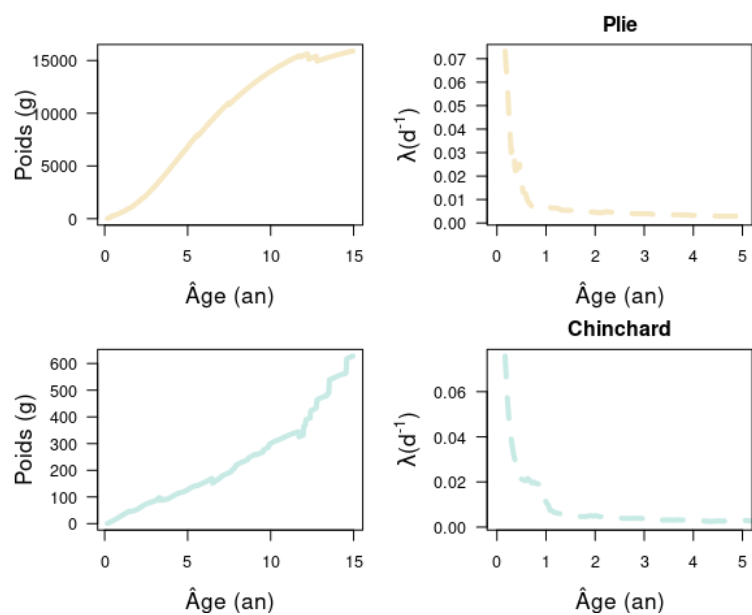 Plie
Poids (g)
15000
10000
5000
0
0 5 10 15
Âge (an)
λ(d⁻¹)
0.07
0.06
0.05
0.04
0.03
0.02
0.01
0.00
0 1 2 3 4 5
Âge (an)
Chinchard
Poids (g)
600
500
400
300
200
100
0
0 5 10 15
Âge (an)
λ(d⁻¹)
0.06
0.04
0.02
0.00
0 1 2 3 4 5
Âge (an)